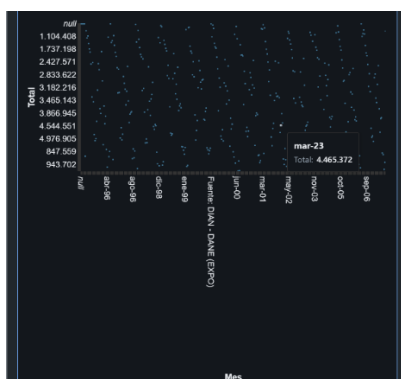 null
1.104.408
1.737.198
2.427.571
2.833.622
3.182.216
3.465.143
3.866.945
4.544.551
4.976.905
847.559
943.702
Total
mar-23
Total: 4.465.372
null
abr-96
ago-96
dic-98
ene-99
Fuente: DIAN - DANE (EXPO)
jun-00
mar-01
may-02
nov-03
oct-05
sep-06
Mes